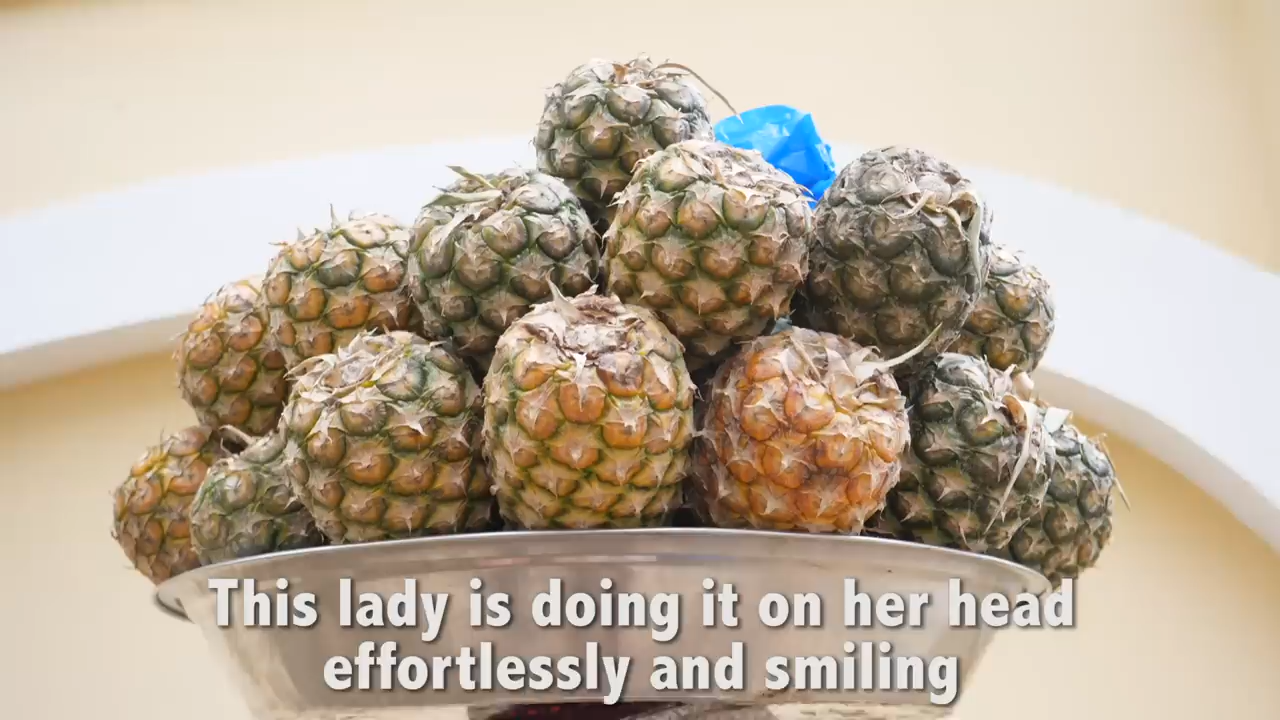 This lady is doing it on her head
effortlessly and smiling